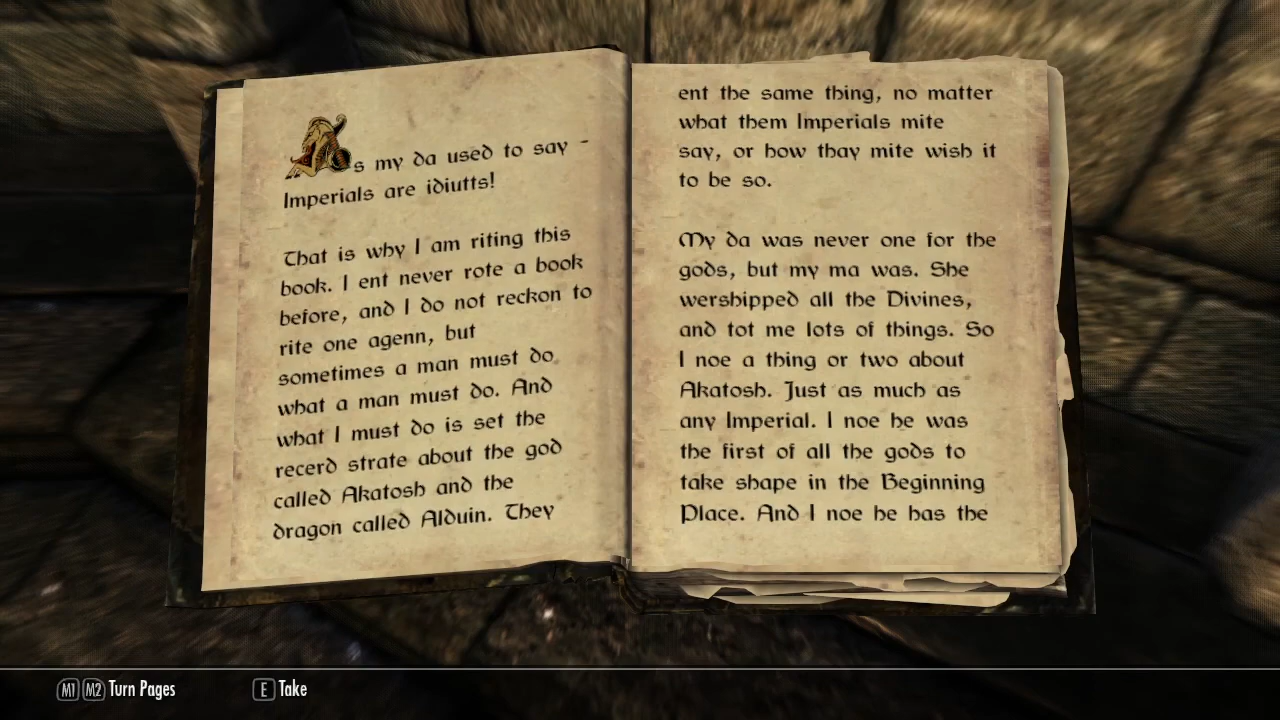 As my da used to say -
Imperials are idiutts!
That is why I am riting this
book. I ent never rote a book
before, and I do not reckon to
rite one agenn, but
sometimes a man must do
what a man must do. And
what I must do is set the
recerd strate about the god
called Akatosh and the
dragon called Alduin. They
ent the same thing, no matter
what them Imperials mite
say, or how thay mite wish it
to be so.
My da was never one for the
gods, but my ma was. She
wershipped all the Divines,
and tot me lots of things. So
I noe a thing or two about
Akatosh. Just as much as
any Imperial. I noe he was
the first of all the gods to
take shape in the Beginning
Place. And I noe he has the
M1 M2 Turn Pages
E Take